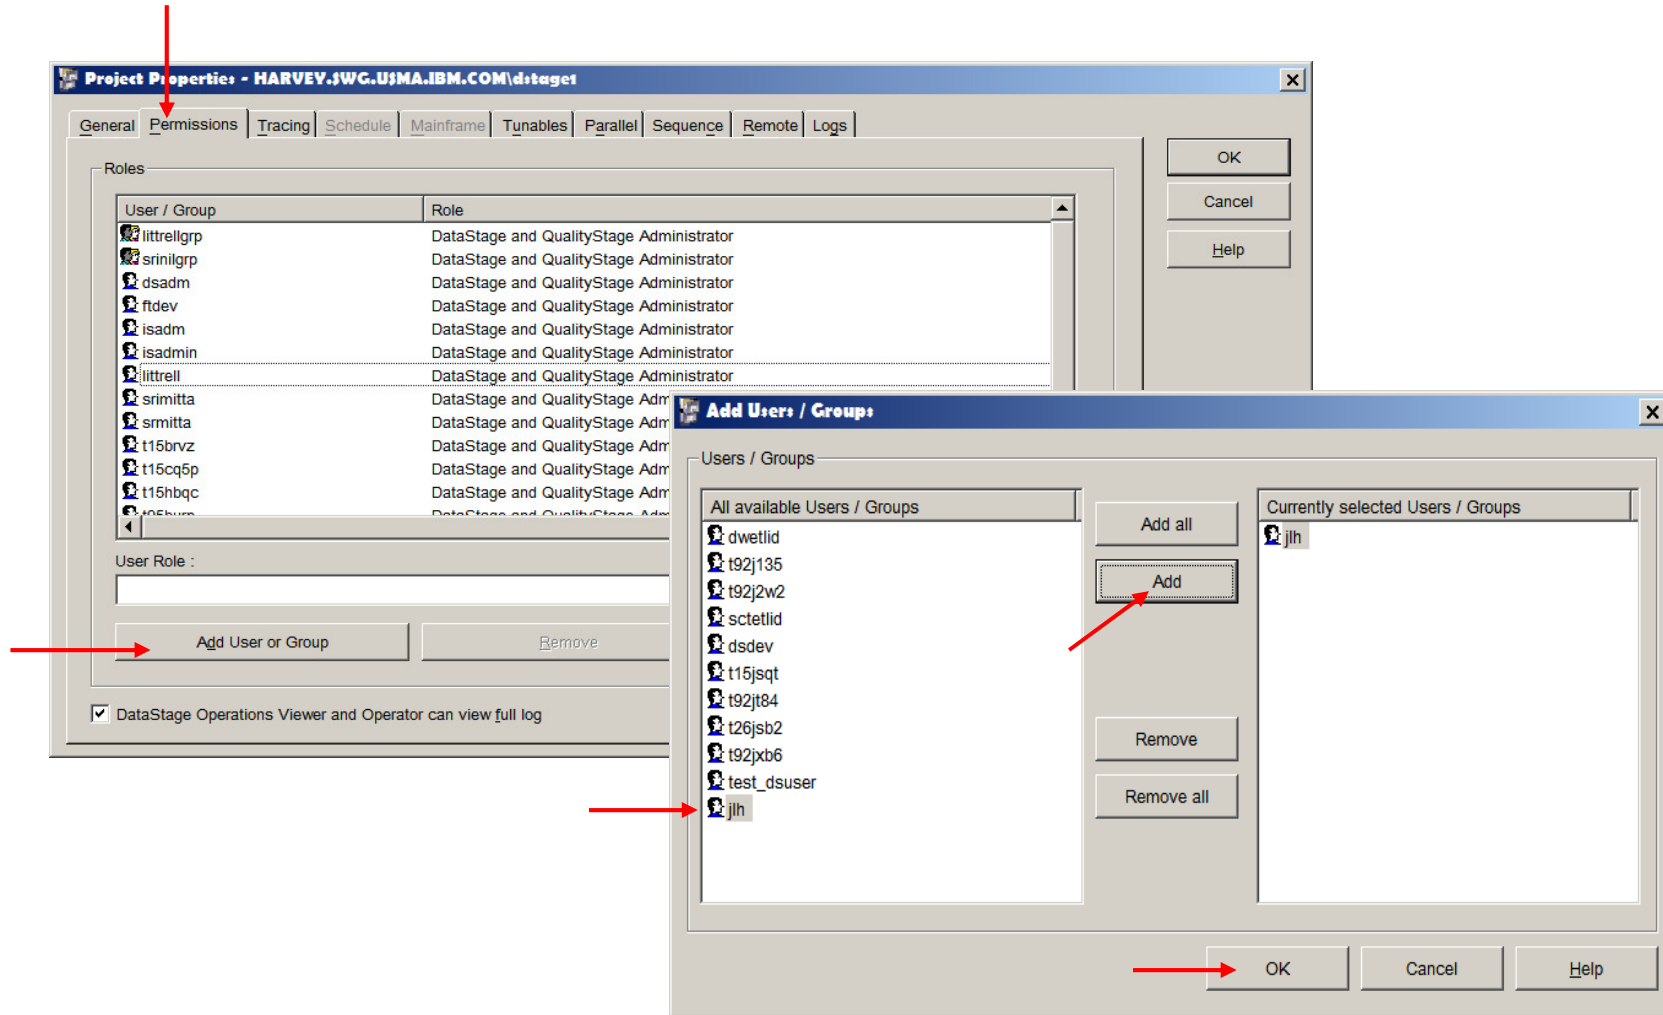 Project Properties - HARVEY.SWG.USMA.IBM.COM\dstage1
General Permissions Tracing Schedule Mainframe Tunables Parallel Sequence Remote Logs
OK
Cancel
Help
Roles
User / Group Role
littrellgrp DataStage and QualityStage Administrator
srinilgrp DataStage and QualityStage Administrator
dsadm DataStage and QualityStage Administrator
ftdev DataStage and QualityStage Administrator
isadm DataStage and QualityStage Administrator
isadmin DataStage and QualityStage Administrator
littrell DataStage and QualityStage Administrator
srimitta DataStage and QualityStage Adm
srmitta DataStage and QualityStage Adm
t15brvz DataStage and QualityStage Adm
t15cq5p DataStage and QualityStage Adm
t15hbqc DataStage and QualityStage Adm
DataStage and QualityStage Adm
User Role :
Add User or Group Remove
DataStage Operations Viewer and Operator can view full log
Add Users / Groups
Users / Groups
All available Users / Groups
dwetlid
t92j135
t92j2w2
sctetlid
dsdev
t15jsqt
t92jt84
t26jsb2
t92jxb6
test_dsuser
jlh
Add all
Add
Remove
Remove all
Currently selected Users / Groups
jlh
OK Cancel Help